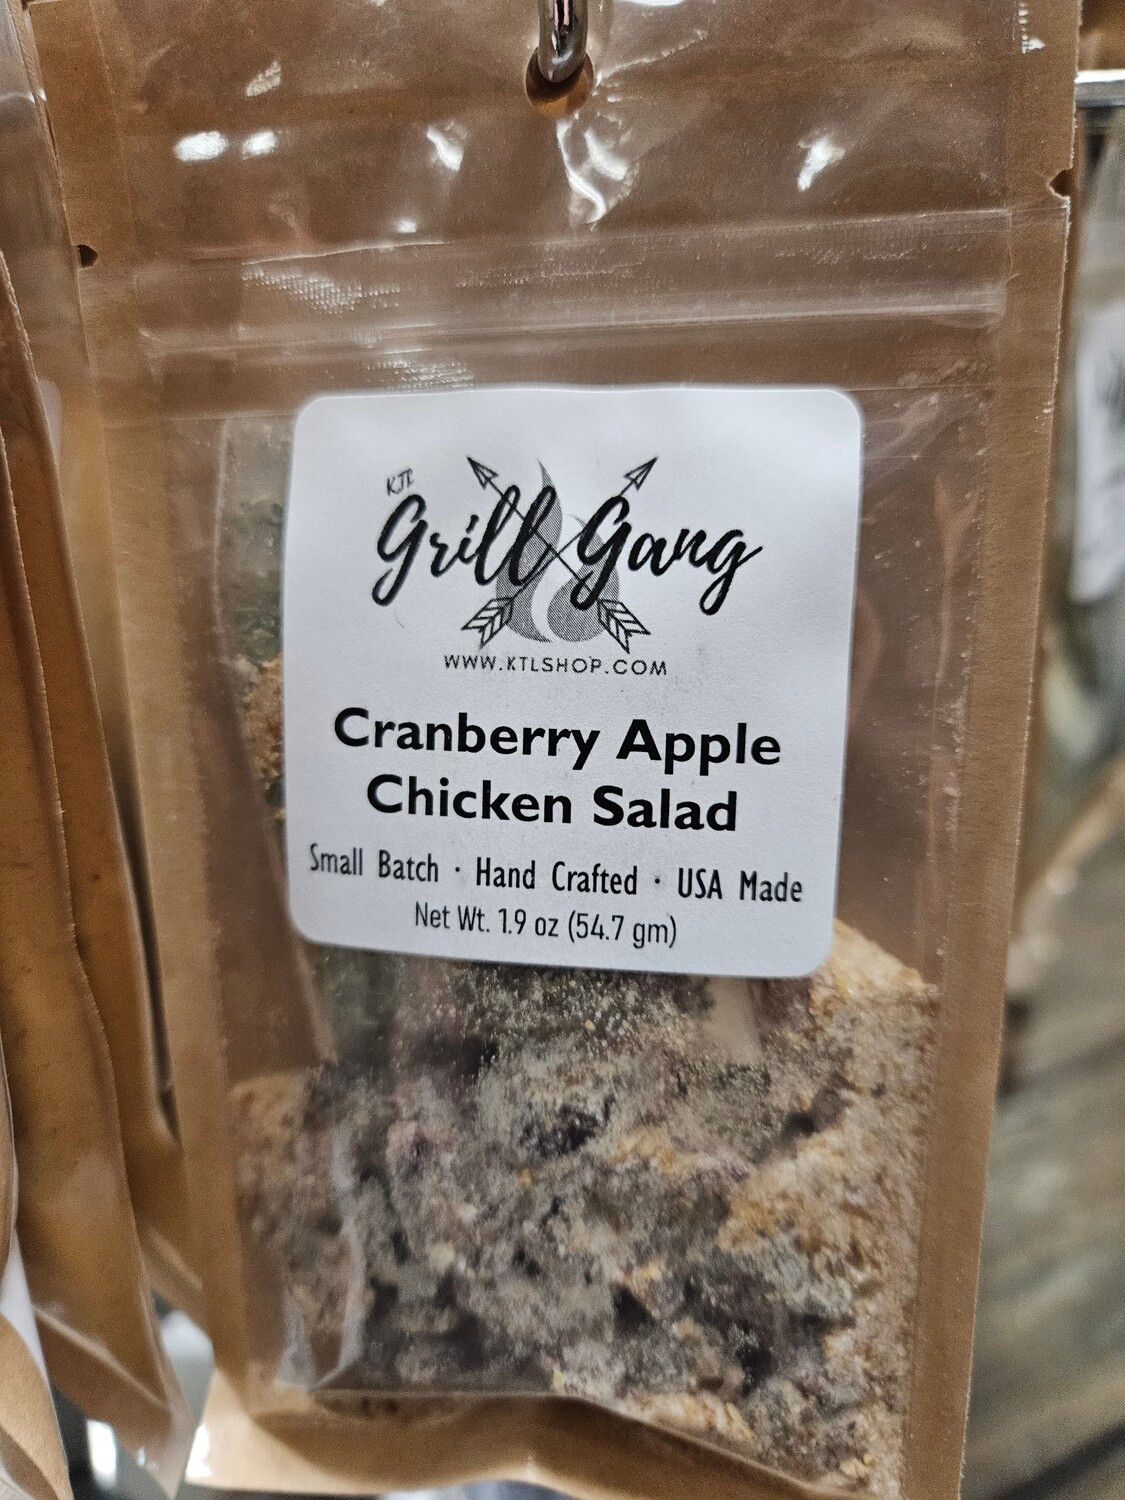 KTL
Grill Gang
WWW.KTLSHOP.COM
Cranberry Apple
Chicken Salad
Small Batch · Hand Crafted · USA Made
Net Wt. 1.9 oz (54.7 gm)